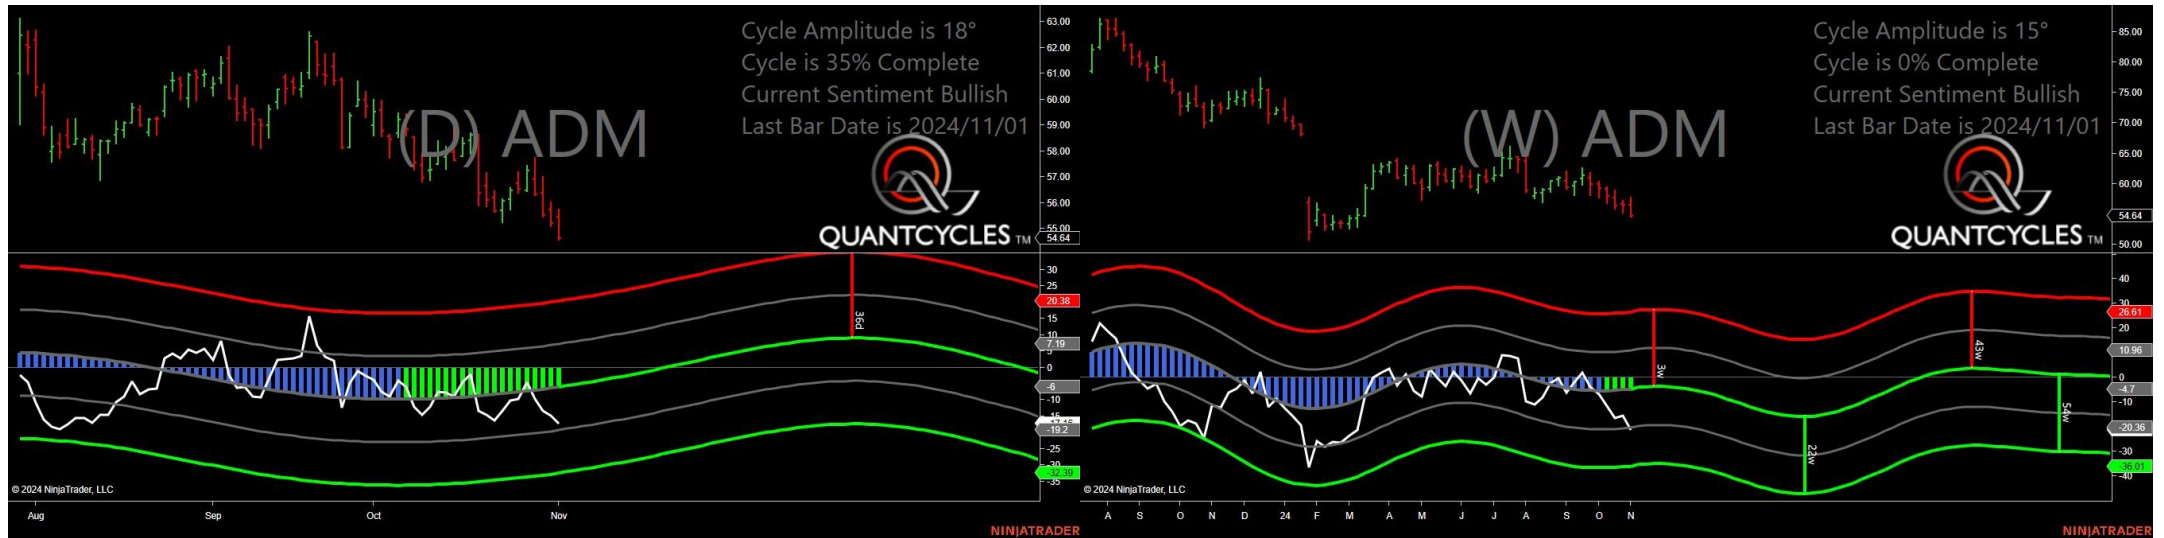 Cycle Amplitude is 18°
Cycle is 35% Complete
Current Sentiment Bullish
Last Bar Date is 2024/11/01
(D) ADM
QUANTCYCLES TM
63.00
62.00
61.00
60.00
59.00
58.00
57.00
56.00
55.00
54.64
30
25
20.38
15
10
7.19
5
0
-6
-10
-15
-19.2
-25
-30
-32.39
-35
36d
© 2024 NinjaTrader, LLC
Aug Sep Oct Nov
NINJATRADER
Cycle Amplitude is 15°
Cycle is 0% Complete
Current Sentiment Bullish
Last Bar Date is 2024/11/01
(W) ADM
QUANTCYCLES TM
85.00
80.00
75.00
70.00
65.00
60.00
54.64
50.00
40
30
26.61
20
10.96
0
-4.7
-10
-20.36
-30
-36.01
-40
3w
22w
43w
54w
© 2024 NinjaTrader, LLC
A S O N D 24 F M A M J J A S O N
NINJATRADER